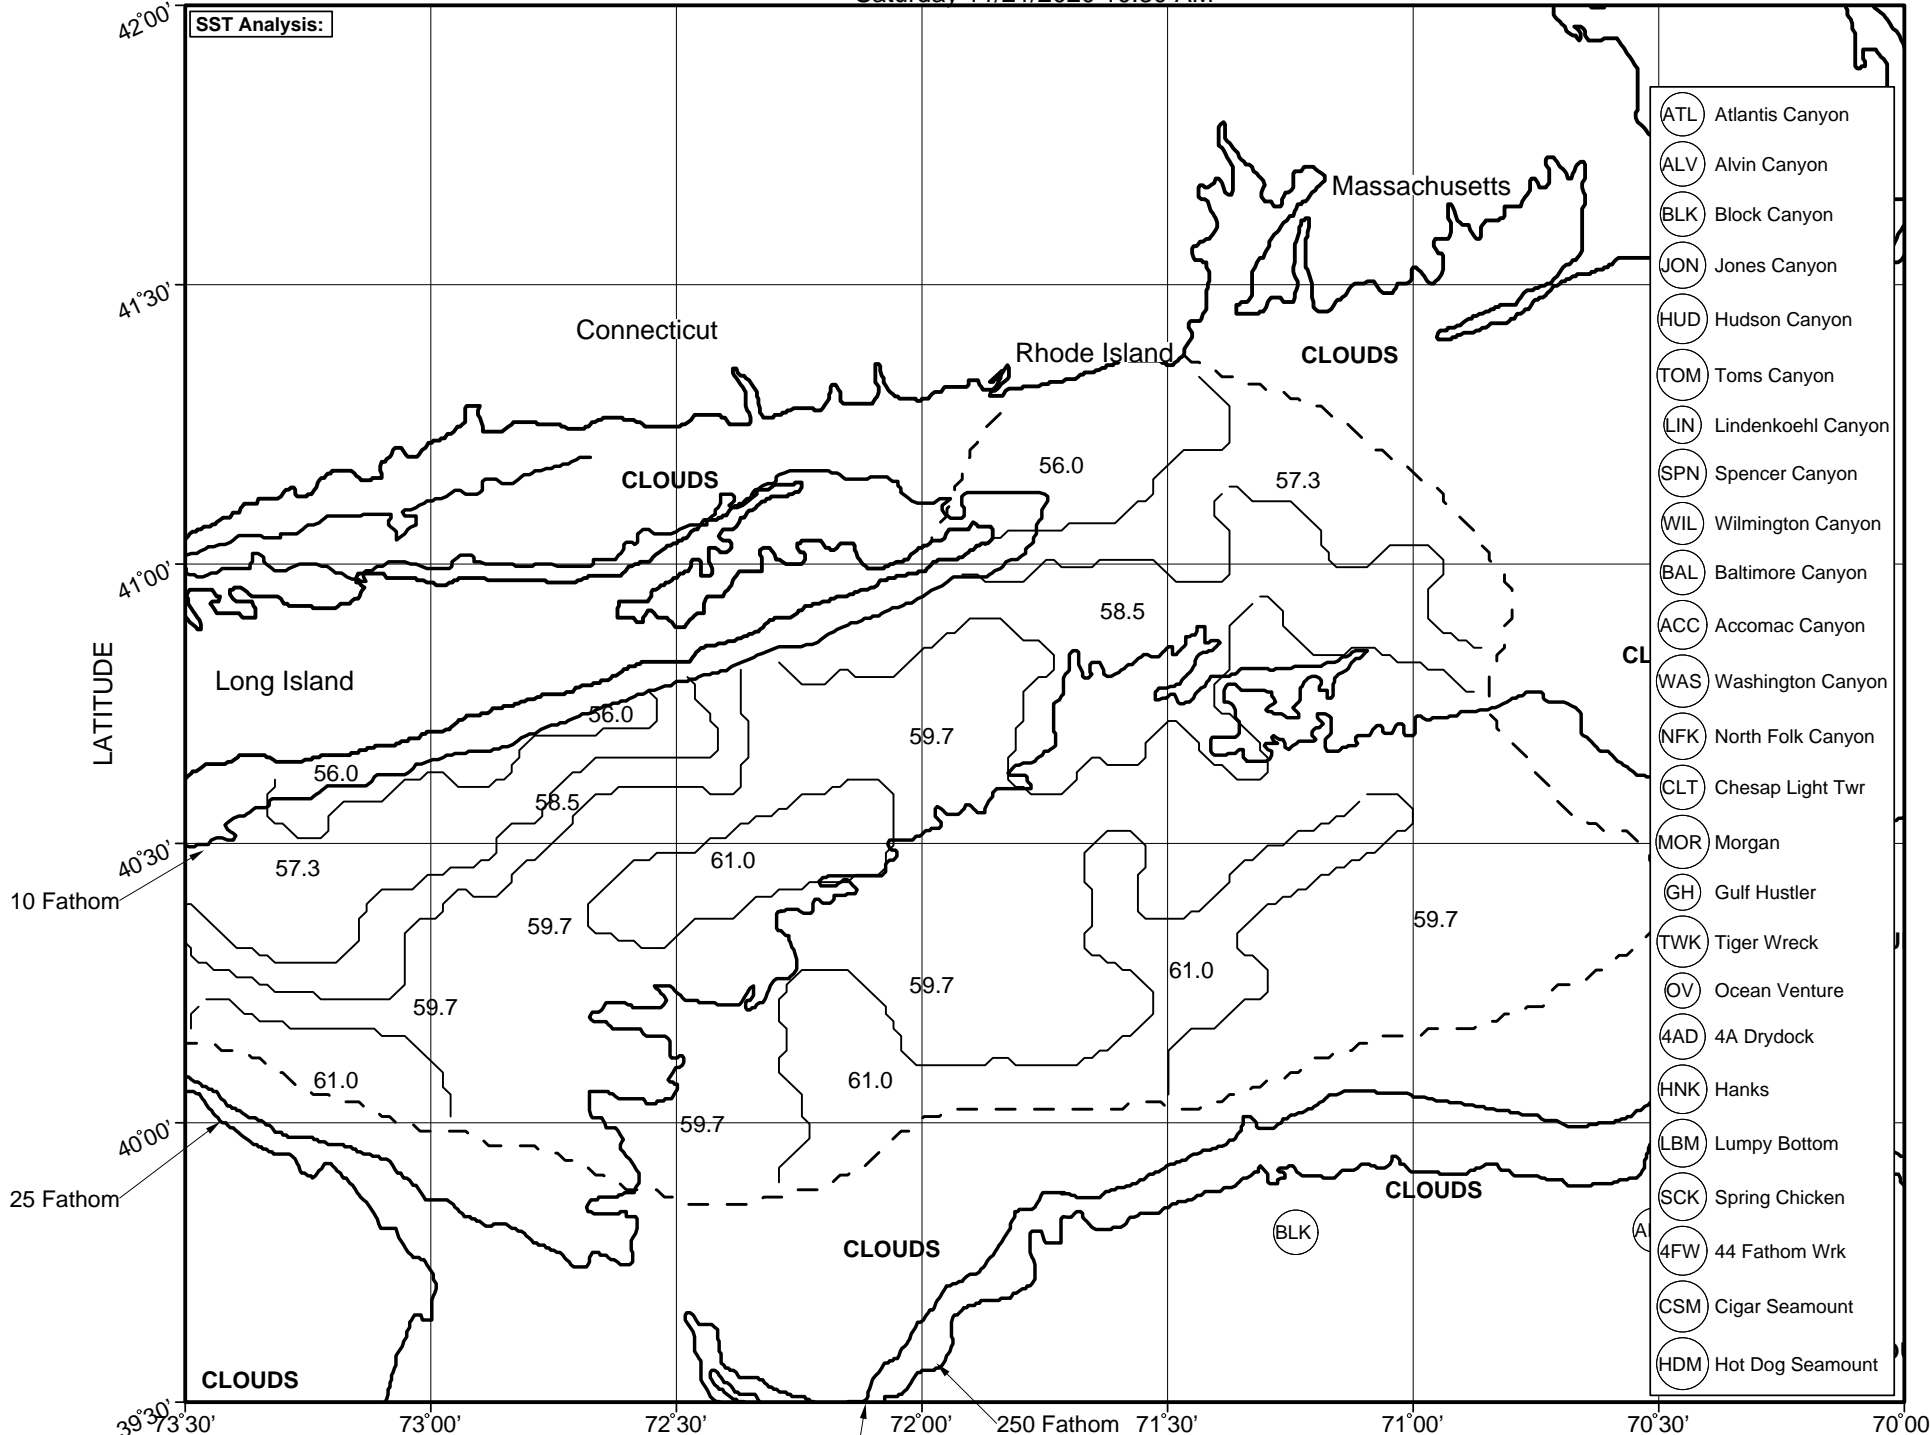 42°00'
SST Analysis:
ATL Atlantis Canyon
ALV Alvin Canyon
Massachusetts
BLK Block Canyon
JON Jones Canyon
41°30'
Connecticut
HUD Hudson Canyon
Rhode Island
CLOUDS
TOM Toms Canyon
LIN Lindenkoehl Canyon
56.0
CLOUDS
57.3
SPN Spencer Canyon
WIL Wilmington Canyon
41°00'
BAL Baltimore Canyon
58.5
ACC Accomac Canyon
LATITUDE
CL
Long Island
WAS Washington Canyon
56.0
59.7
NFK North Folk Canyon
56.0
CLT Chesap Light Twr
58.5
40°30'
MOR Morgan
57.3
61.0
10 Fathom
GH Gulf Hustler
59.7
59.7
TWK Tiger Wreck
61.0
59.7
OV Ocean Venture
59.7
4AD 4A Drydock
61.0
61.0
HNK Hanks
40°00'
59.7
LBM Lumpy Bottom
25 Fathom
CLOUDS
SCK Spring Chicken
BLK
CLOUDS
4FW 44 Fathom Wrk
CSM Cigar Seamount
CLOUDS
HDM Hot Dog Seamount
39°30'
73°30'
73°00'
72°30'
72°00'
250 Fathom
71°30'
71°00'
70°30'
70°00'